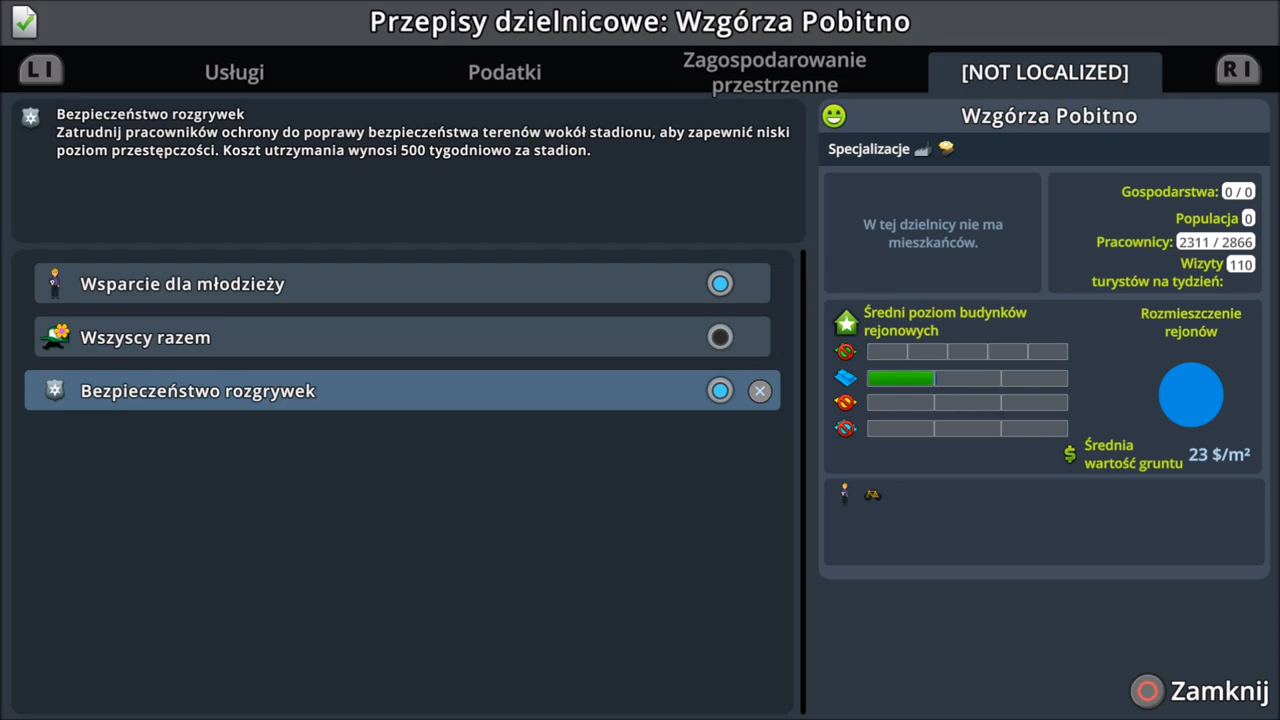 Przepisy dzielnicowe: Wzgórza Pobitno
L1
Usługi
Podatki
Zagospodarowanie
przestrzenne
[NOT LOCALIZED]
R1
Bezpieczeństwo rozgrywek
Zatrudnij pracowników ochrony do poprawy bezpieczeństwa terenów wokół stadionu, aby zapewnić niski
poziom przestępczości. Koszt utrzymania wynosi 500 tygodniowo za stadion.
Wsparcie dla młodzieży
Wszyscy razem
Bezpieczeństwo rozgrywek
Wzgórza Pobitno
Specjalizacje
W tej dzielnicy nie ma
mieszkańców.
Gospodarstwa: 0 / 0
Populacja 0
Pracownicy: 2311 / 2866
Wizyty 110
turystów na tydzień:
Średni poziom budynków
rejonowych
Rozmieszczenie
rejonów
$ Średnia
wartość gruntu 23 $/m²
Zamknij